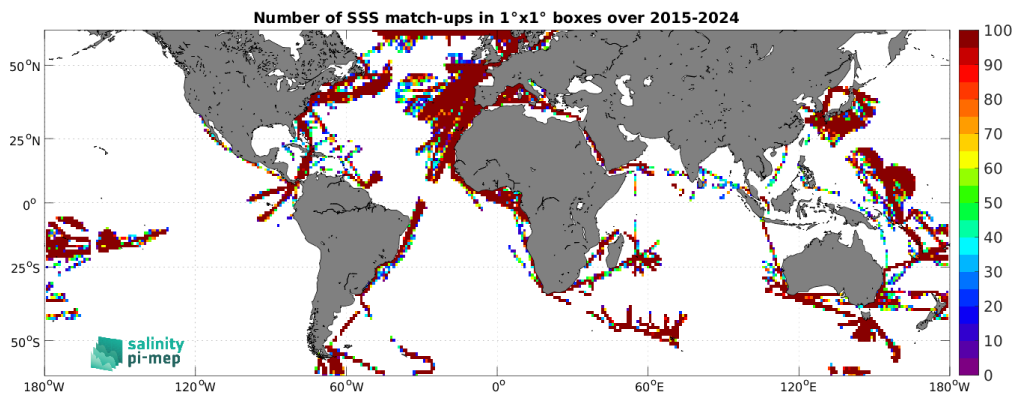 Number of SSS match-ups in 1°x1° boxes over 2015-2024
50°N
25°N
0°
25°S
50°S
180°W
120°W
60°W
0°
60°E
120°E
180°W
100
90
80
70
60
50
40
30
20
10
0
salinity
pi-mep